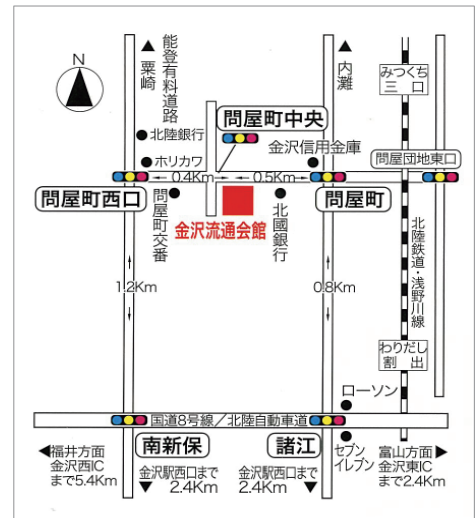 N
▲
粟崎
能登有料道路
▲
内灘
みつくち
三口
北陸銀行
問屋町中央
金沢信用金庫
ホリカワ
問屋団地東口
0.4Km
0.5Km
問屋町西口
問屋町交番
金沢流通会館
北國銀行
問屋町
北陸鉄道・浅野川線
1.2Km
0.8Km
わりだし
割出
ローソン
国道8号線／北陸自動車道
◀福井方面
金沢西IC
まで5.4Km
南新保
金沢駅西口まで
▼2.4Km
諸江
金沢駅西口まで
2.4Km▼
セブン
イレブン
富山方面▶
金沢東IC
まで2.4Km